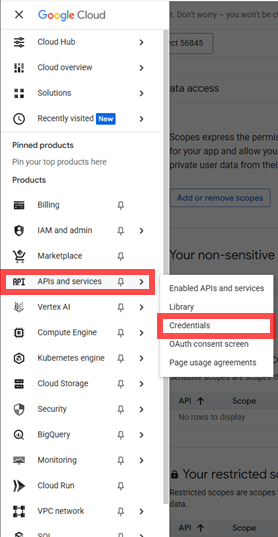 Google Cloud
Cloud Hub
Cloud overview
Solutions
Recently visited New
Pinned products
Pin your top products here
Products
Billing
IAM and admin
Marketplace
API APIs and services
Vertex AI
Compute Engine
Kubernetes engine
Cloud Storage
Security
BigQuery
Monitoring
Cloud Run
VPC network
SQL
Enabled APIs and services
Library
Credentials
OAuth consent screen
Page usage agreements
t. Don't worry – you won't be c
ect 56845
ata access
Scopes express the permis
for your app and allow you
private user data from thei
Add or remove scopes
Your non-sensitive
sensitive scopes are scopes t
API Scope
No rows to display
Your restricted s
Restricted scopes are scopes
data.
API Scope